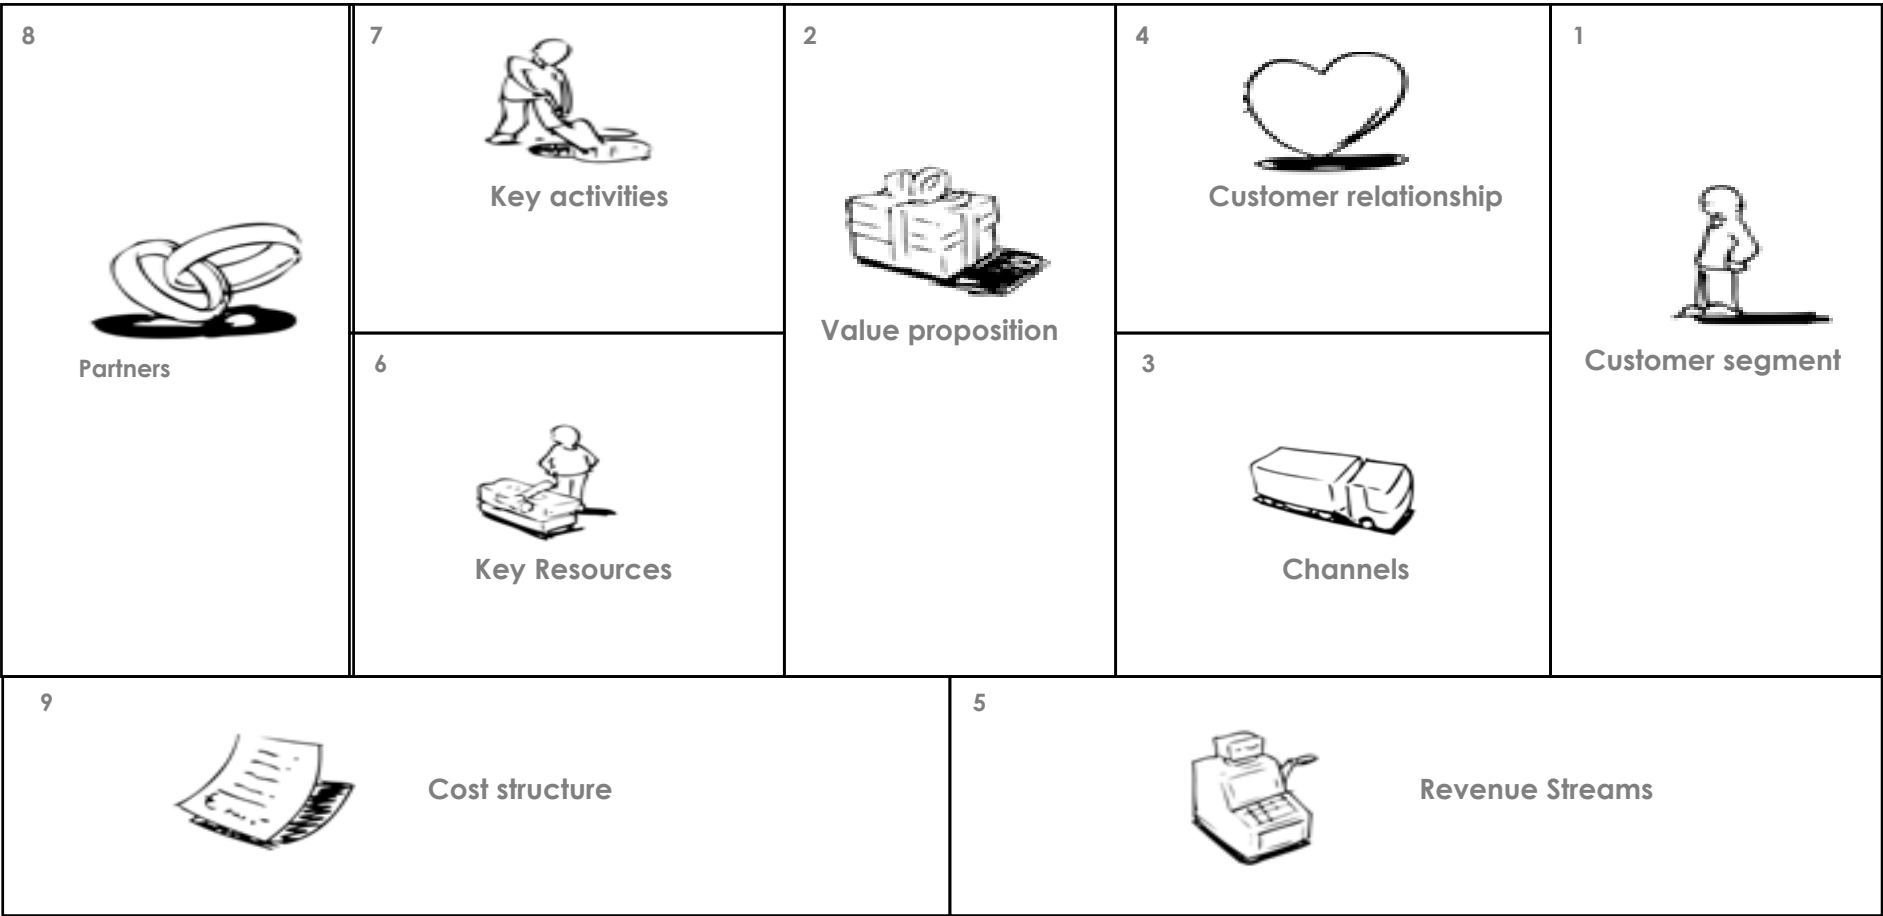 8
Partners
7
Key activities
6
Key Resources
2
Value proposition
4
Customer relationship
3
Channels
1
Customer segment
9
Cost structure
5
Revenue Streams